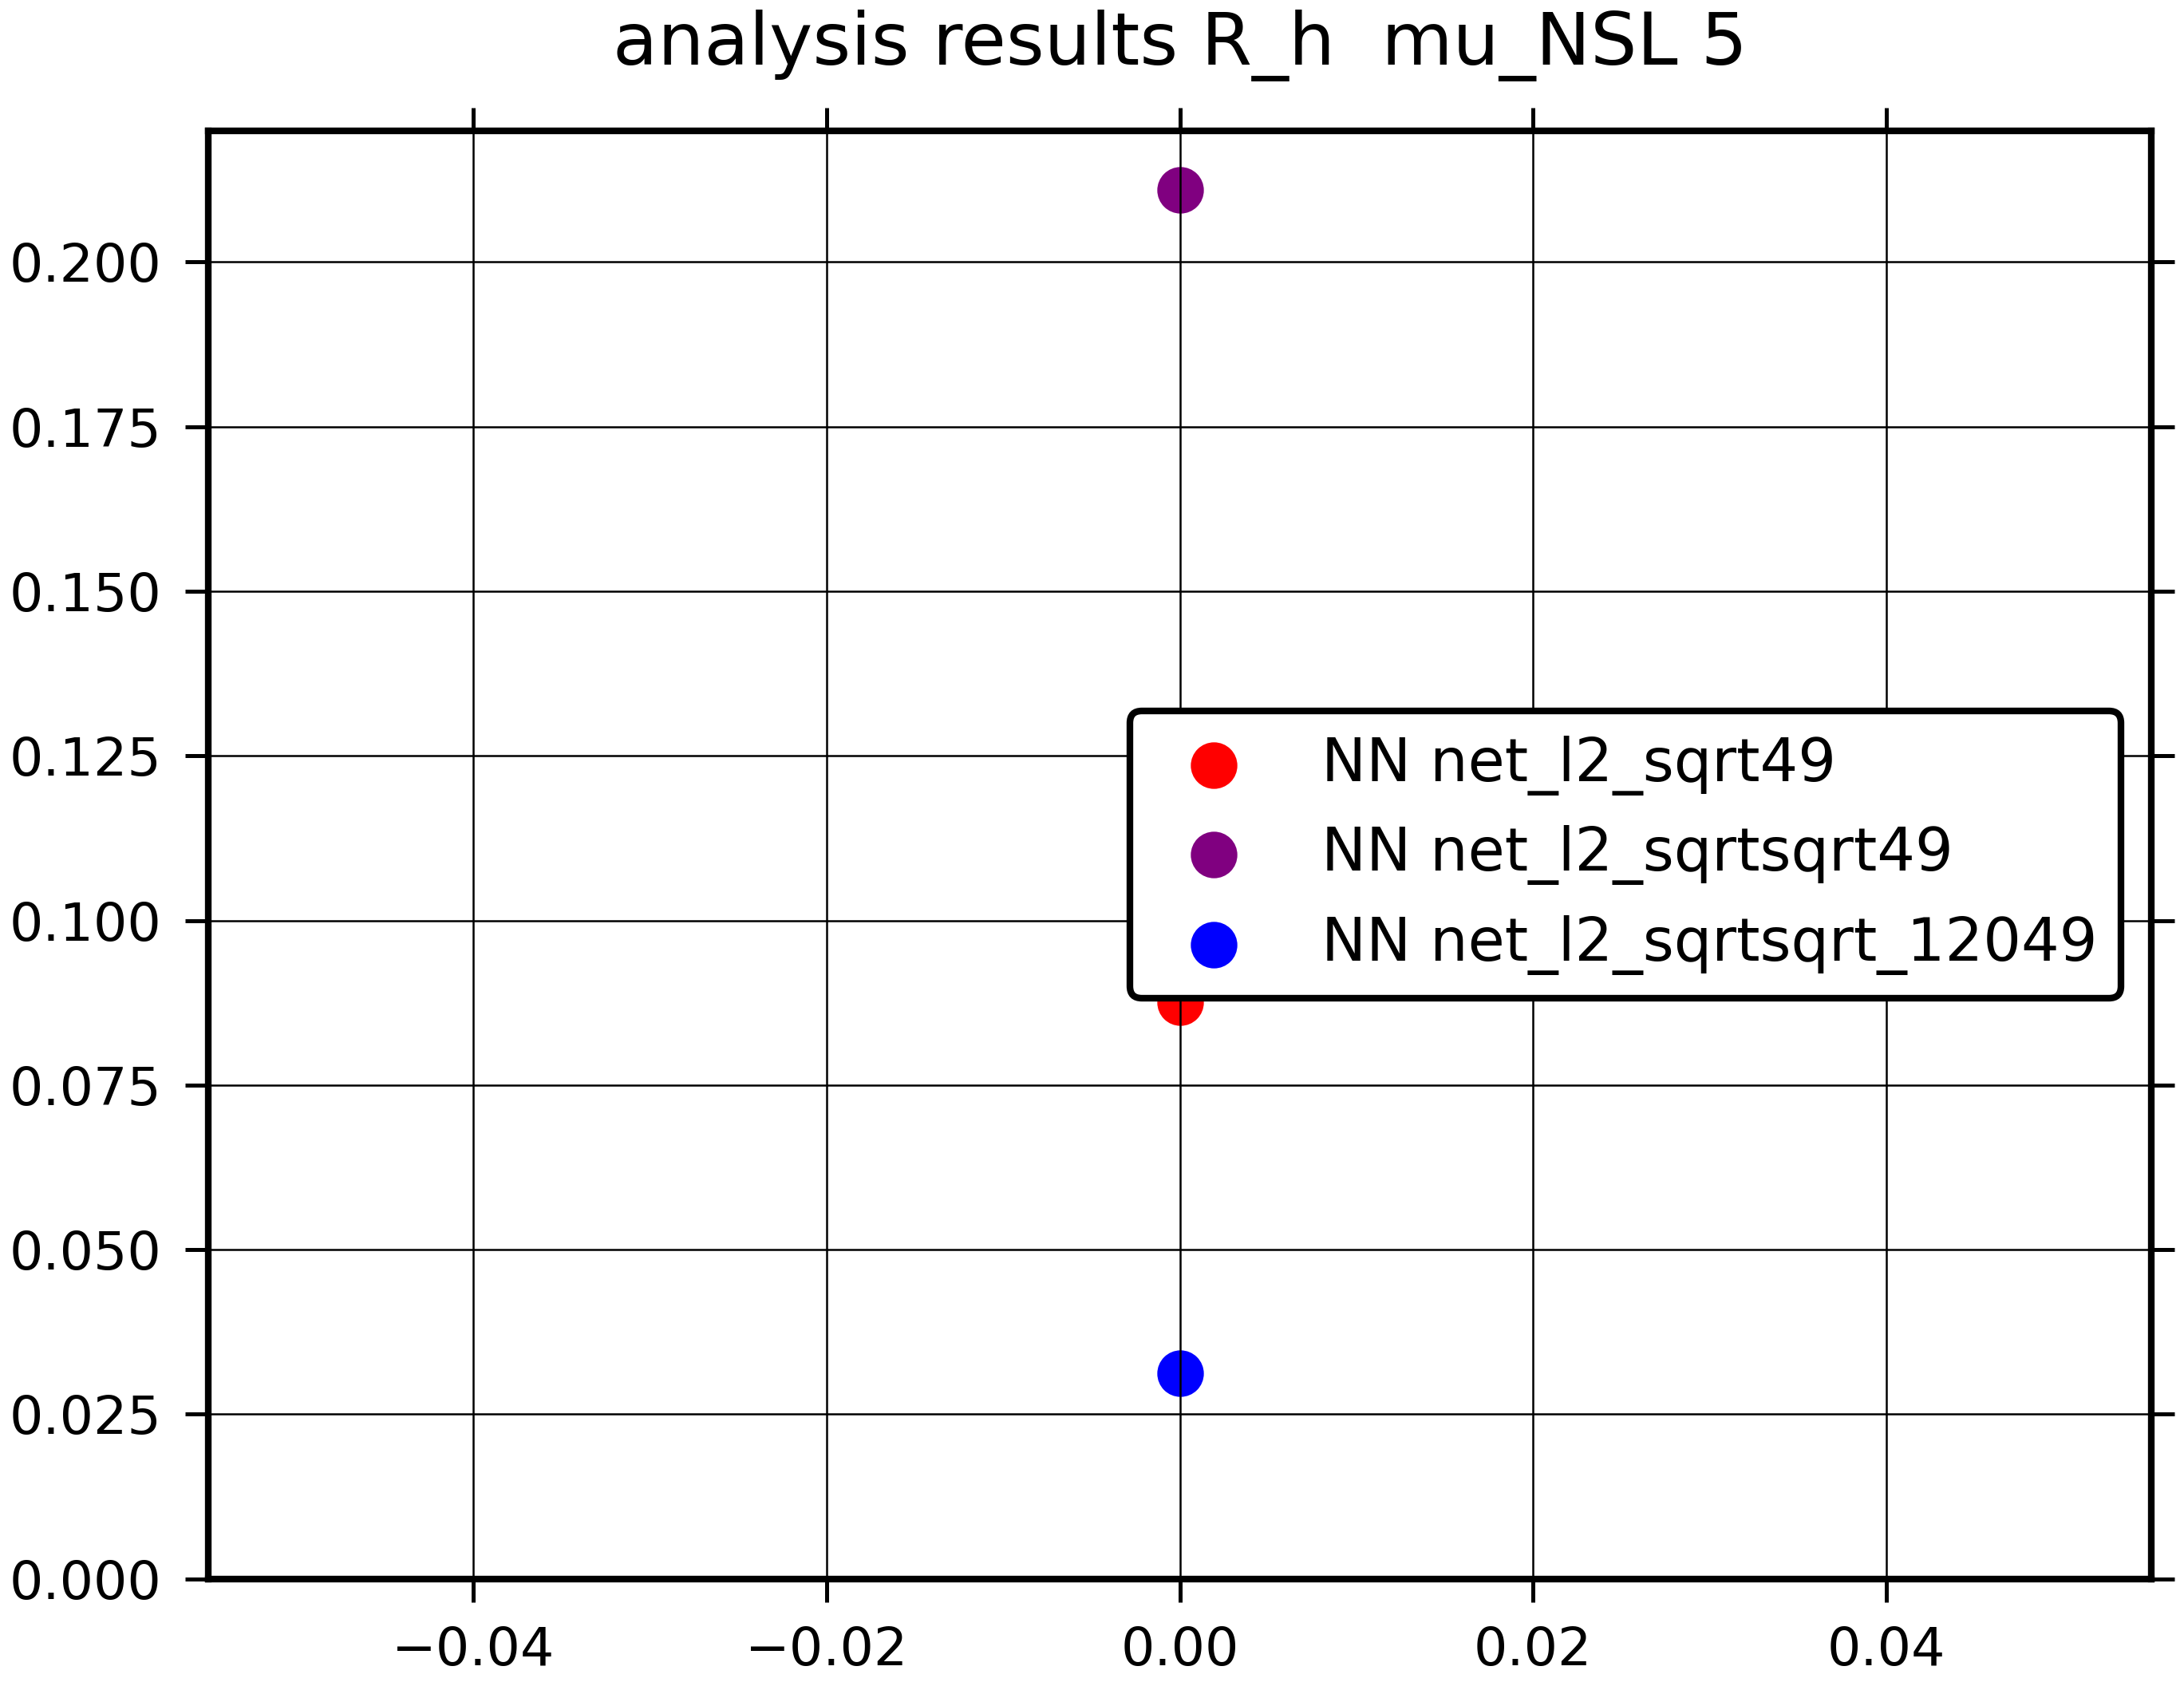 analysis results R_h  mu_NSL 5
0.200
0.175
0.150
0.125
0.100
0.075
0.050
0.025
0.000
NN net_l2_sqrt49
NN net_l2_sqrtsqrt49
NN net_l2_sqrtsqrt_12049
−0.04 −0.02 0.00 0.02 0.04